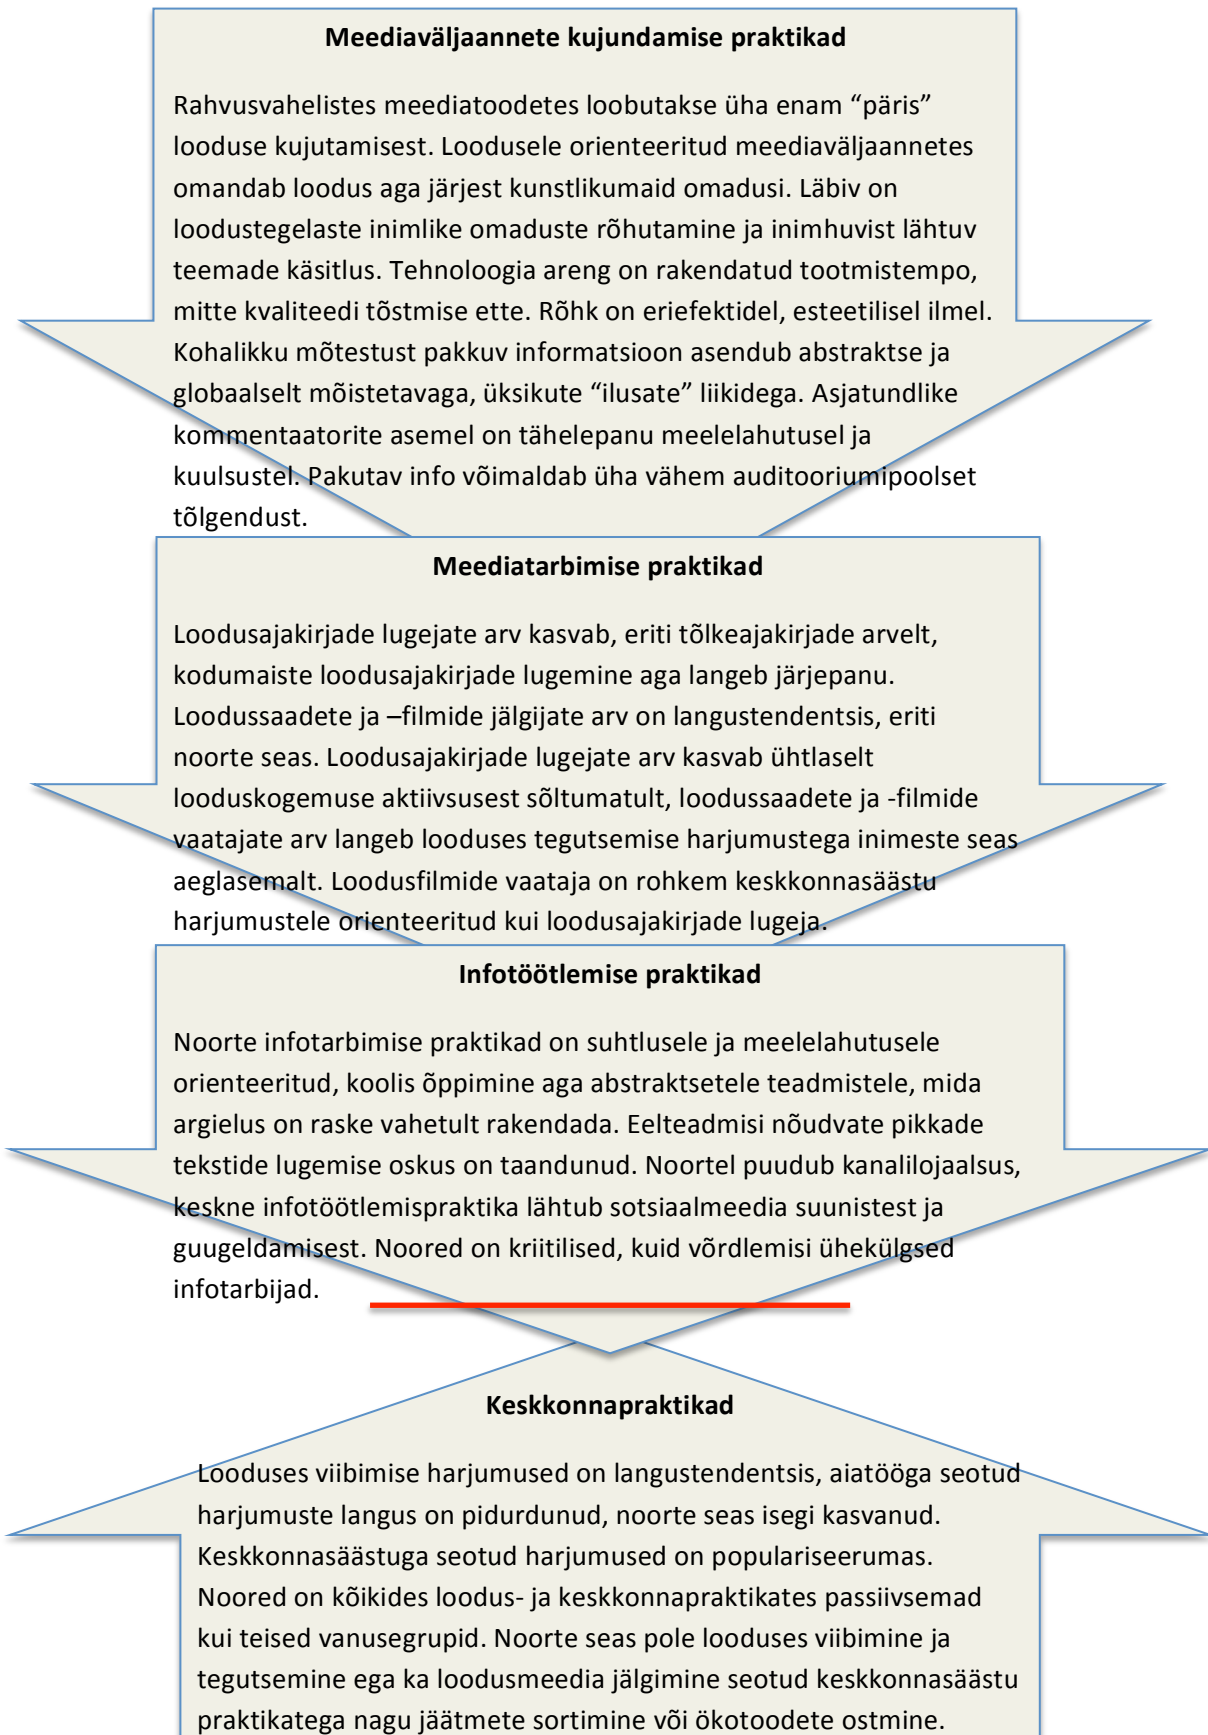 Meediaväljaannete kujundamise praktikad
Rahvusvahelistes meediatoodetes loobutakse üha enam “päris”
looduse kujutamisest. Loodusele orienteeritud meediaväljaannetes
omandab loodus aga järjest kunstlikumaid omadusi. Läbiv on
loodustegelaste inimlike omaduste rõhutamine ja inimhuvist lähtuv
teemade käsitlus. Tehnoloogia areng on rakendatud tootmistempo,
mitte kvaliteedi tõstmise ette. Rõhk on eriefektidel, esteetilisel ilmel.
Kohalikku mõtestust pakkuv informatsioon asendub abstraktse ja
globaalselt mõistetavaga, üksikute “ilusate” liikidega. Asjatundlike
kommentaatorite asemel on tähelepanu meelelahutusel ja
kuulsustel. Pakutav info võimaldab üha vähem auditooriumipoolset
tõlgendust.
Meediatarbimise praktikad
Loodusajakirjade lugejate arv kasvab, eriti tõlkeajakirjade arvelt,
kodumaiste loodusajakirjade lugemine aga langeb järjepanu.
Loodussaadete ja –filmide jälgijate arv on langustendentsis, eriti
noorte seas. Loodusajakirjade lugejate arv kasvab ühtlaselt
looduskogemuse aktiivsusest sõltumatult, loodussaadete ja -filmide
vaatajate arv langeb looduses tegutsemise harjumustega inimeste seas
aeglasemalt. Loodusfilmide vaataja on rohkem keskkonnasäästu
harjumustele orienteeritud kui loodusajakirjade lugeja.
Infotöötlemise praktikad
Noorte infotarbimise praktikad on suhtlusele ja meelelahutusele
orienteeritud, koolis õppimine aga abstraktsetele teadmistele, mida
argielus on raske vahetult rakendada. Eelteadmisi nõudvate pikkade
tekstide lugemise oskus on taandunud. Noortel puudub kanalilojaalsus,
keskne infotöötlemispraktika lähtub sotsiaalmeedia suunistest ja
guugeldamisest. Noored on kriitilised, kuid võrdlemisi ühekülgsed
infotarbijad.
Keskkonnapraktikad
Looduses viibimise harjumused on langustendentsis, aiatööga seotud
harjumuste langus on pidurdunud, noorte seas isegi kasvanud.
Keskkonnasäästuga seotud harjumused on populariseerumas.
Noored on kõikides loodus- ja keskkonnapraktikates passiivsemad
kui teised vanusegrupid. Noorte seas pole looduses viibimine ja
tegutsemine ega ka loodusmeedia jälgimine seotud keskkonnasäästu
praktikatega nagu jäätmete sortimine või ökotoodete ostmine.